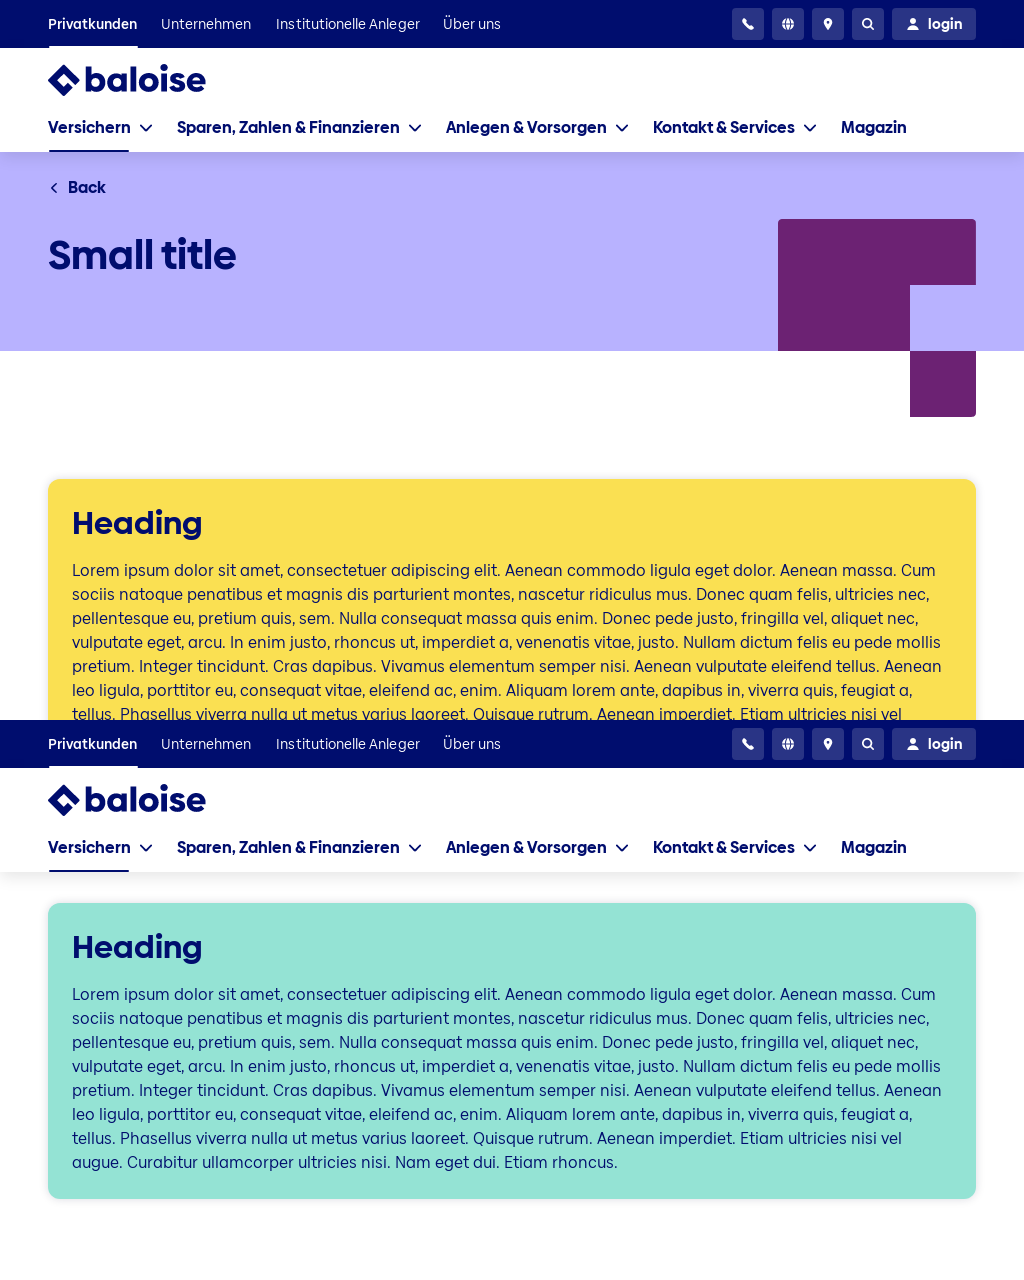 Privatkunden Unternehmen Institutionelle Anleger Über uns login
baloise
Versichern Sparen, Zahlen & Finanzieren Anlegen & Vorsorgen Kontakt & Services Magazin
Back
Small title
Heading
Lorem ipsum dolor sit amet, consectetuer adipiscing elit. Aenean commodo ligula eget dolor. Aenean massa. Cum
sociis natoque penatibus et magnis dis parturient montes, nascetur ridiculus mus. Donec quam felis, ultricies nec,
pellentesque eu, pretium quis, sem. Nulla consequat massa quis enim. Donec pede justo, fringilla vel, aliquet nec,
vulputate eget, arcu. In enim justo, rhoncus ut, imperdiet a, venenatis vitae, justo. Nullam dictum felis eu pede mollis
pretium. Integer tincidunt. Cras dapibus. Vivamus elementum semper nisi. Aenean vulputate eleifend tellus. Aenean
leo ligula, porttitor eu, consequat vitae, eleifend ac, enim. Aliquam lorem ante, dapibus in, viverra quis, feugiat a,
tellus. Phasellus viverra nulla ut metus varius laoreet. Quisque rutrum. Aenean imperdiet. Etiam ultricies nisi vel
Privatkunden Unternehmen Institutionelle Anleger Über uns login
baloise
Versichern Sparen, Zahlen & Finanzieren Anlegen & Vorsorgen Kontakt & Services Magazin
Heading
Lorem ipsum dolor sit amet, consectetuer adipiscing elit. Aenean commodo ligula eget dolor. Aenean massa. Cum
sociis natoque penatibus et magnis dis parturient montes, nascetur ridiculus mus. Donec quam felis, ultricies nec,
pellentesque eu, pretium quis, sem. Nulla consequat massa quis enim. Donec pede justo, fringilla vel, aliquet nec,
vulputate eget, arcu. In enim justo, rhoncus ut, imperdiet a, venenatis vitae, justo. Nullam dictum felis eu pede mollis
pretium. Integer tincidunt. Cras dapibus. Vivamus elementum semper nisi. Aenean vulputate eleifend tellus. Aenean
leo ligula, porttitor eu, consequat vitae, eleifend ac, enim. Aliquam lorem ante, dapibus in, viverra quis, feugiat a,
tellus. Phasellus viverra nulla ut metus varius laoreet. Quisque rutrum. Aenean imperdiet. Etiam ultricies nisi vel
augue. Curabitur ullamcorper ultricies nisi. Nam eget dui. Etiam rhoncus.